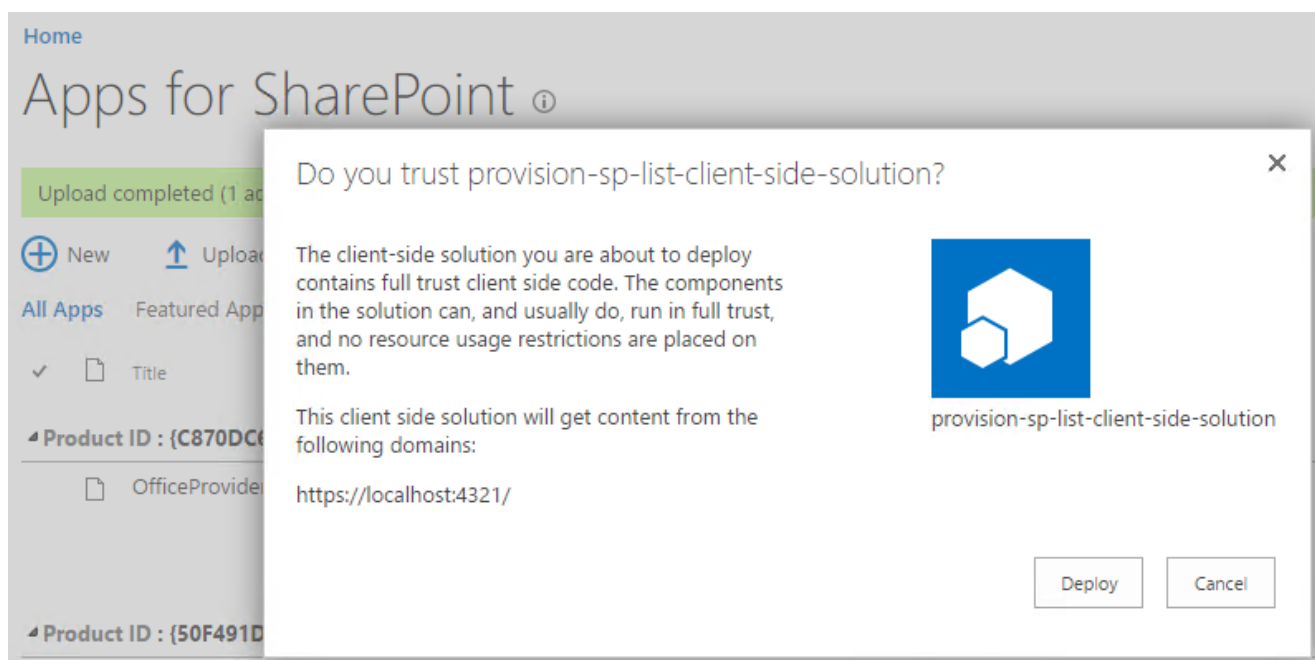 Home
Apps for SharePoint
Do you trust provision-sp-list-client-side-solution?
Upload completed (1
New Upload
The client-side solution you are about to deploy
contains full trust client side code. The components
in the solution can, and usually do, run in full trust,
and no resource usage restrictions are placed on
them.
All Apps Featured App
Title
This client side solution will get content from the
following domains:
https://localhost:4321/
provision-sp-list-client-side-solution
Product ID : {C870DC6
OfficeProvider
Deploy Cancel
Product ID : {50F491D